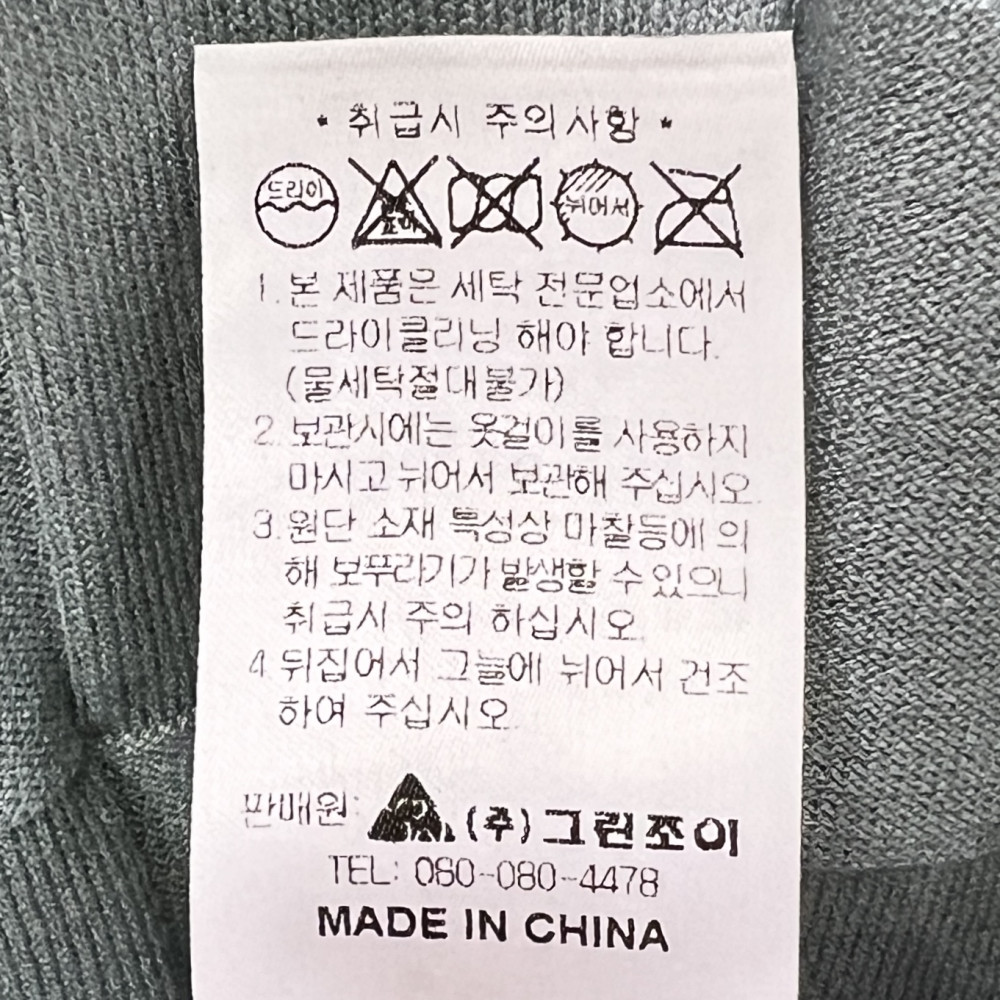 • 취급시 주의사항 •
드라이
표백
뉘어서
1. 본 제품은 세탁 전문업소에서
드라이클리닝 해야 합니다.
(물세탁절대불가)
2. 보관시에는 옷걸이를 사용하지
마시고 뉘어서 보관해 주십시오.
3. 원단 소재 특성상 마찰등에 의
해 보푸라기가 발생할 수 있으니
취급시 주의 하십시오.
4. 뒤집어서 그늘에 뉘어서 건조
하여 주십시오.
판매원: (주)그린조이
TEL: 080-080-4478
MADE IN CHINA